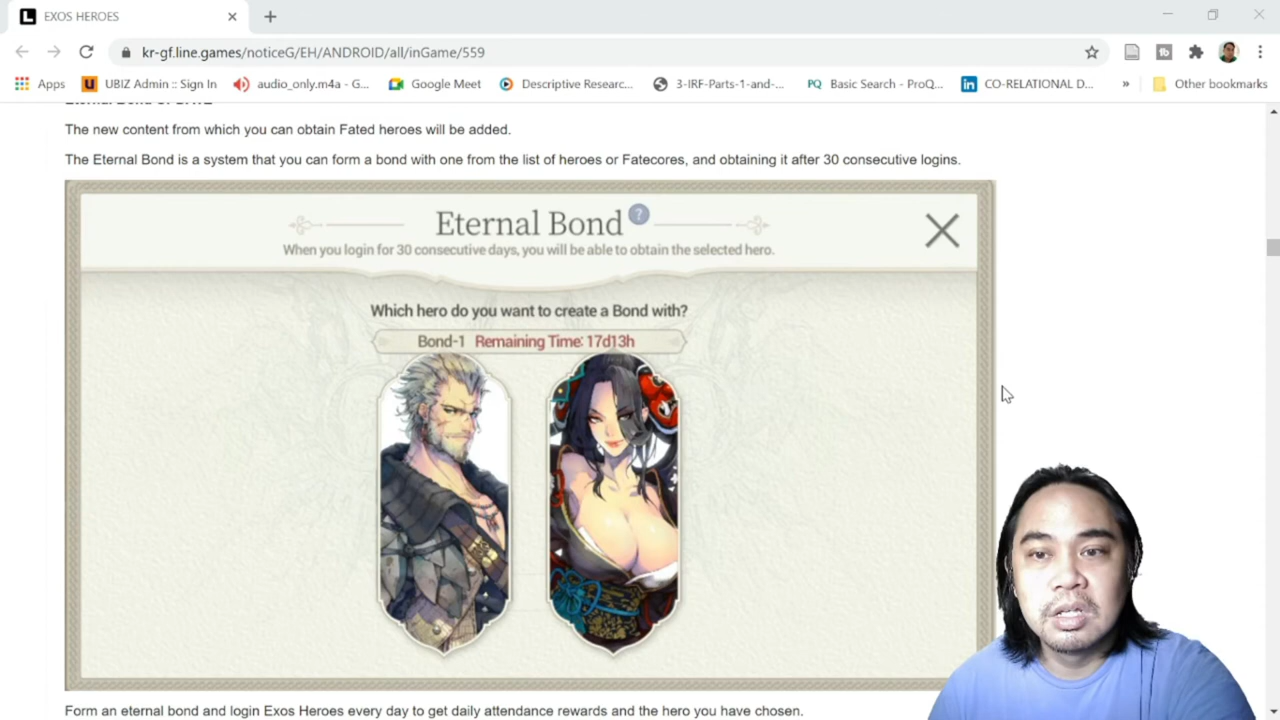 EXOS HEROES
kr-gf.line.games/noticeG/EH/ANDROID/all/inGame/559
Apps
UBIZ Admin :: Sign In
audio_only.m4a - G...
Google Meet
Descriptive Researc...
3-IRF-Parts-1-and-...
PQ Basic Search - ProQ...
CO-RELATIONAL D...
»
Other bookmarks
The new content from which you can obtain Fated heroes will be added.
The Eternal Bond is a system that you can form a bond with one from the list of heroes or Fatecores, and obtaining it after 30 consecutive logins.
Eternal Bond ?
When you login for 30 consecutive days, you will be able to obtain the selected hero.
Which hero do you want to create a Bond with?
Bond-1 Remaining Time: 17d13h
Form an eternal bond and login Exos Heroes every day to get daily attendance rewards and the hero you have chosen.